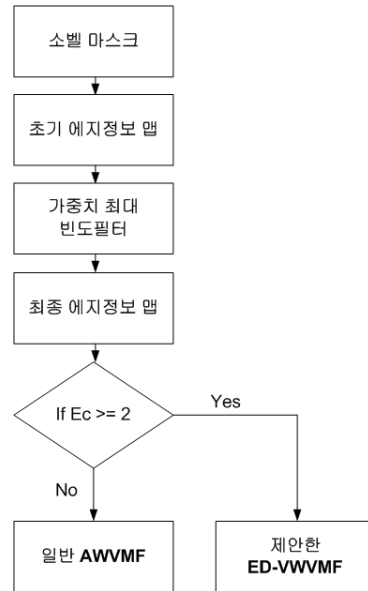 소벨 마스크
초기 에지정보 맵
가중치 최대
빈도필터
최종 에지정보 맵
If Ec >= 2
Yes
No
일반 AWVMF
제안한
ED-VWVMF